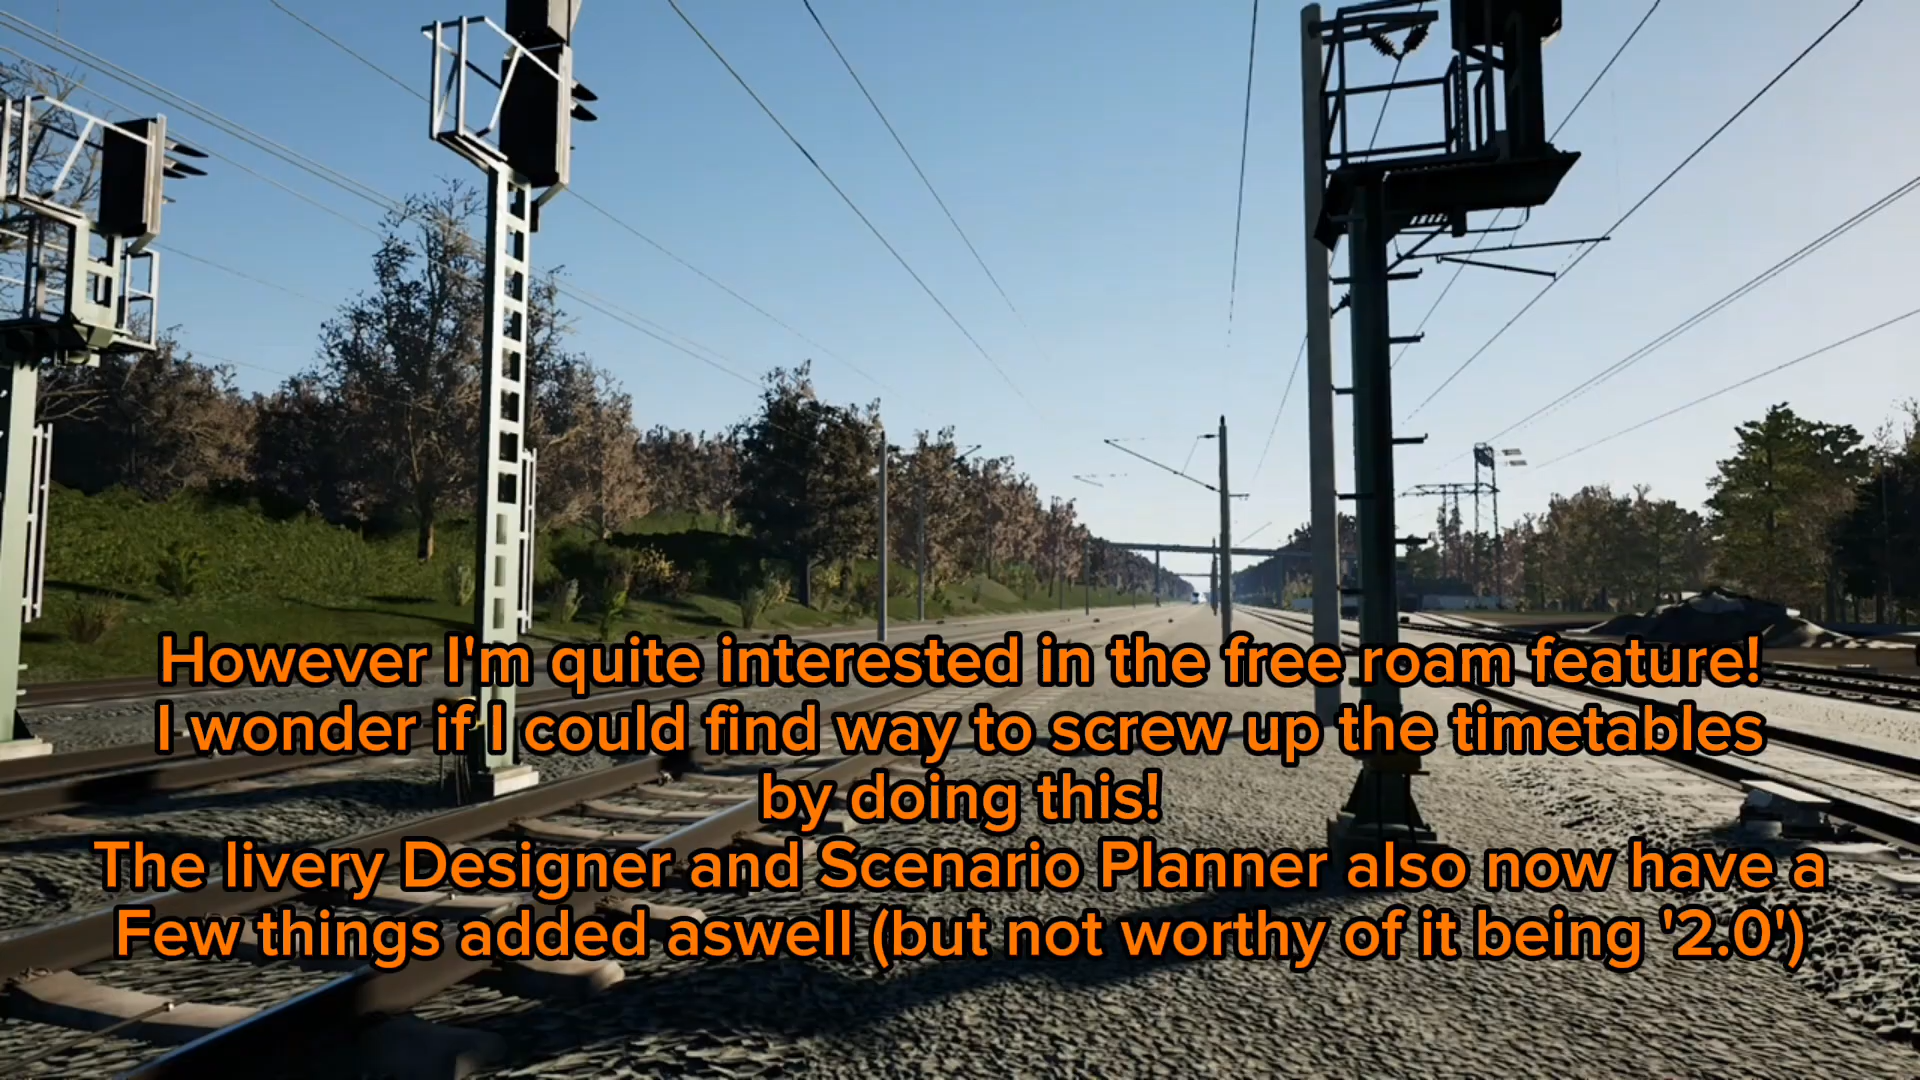 However I'm quite interested in the free roam feature!
I wonder if I could find way to screw up the timetables
by doing this!
The livery Designer and Scenario Planner also now have a
Few things added aswell (but not worthy of it being '2.0')